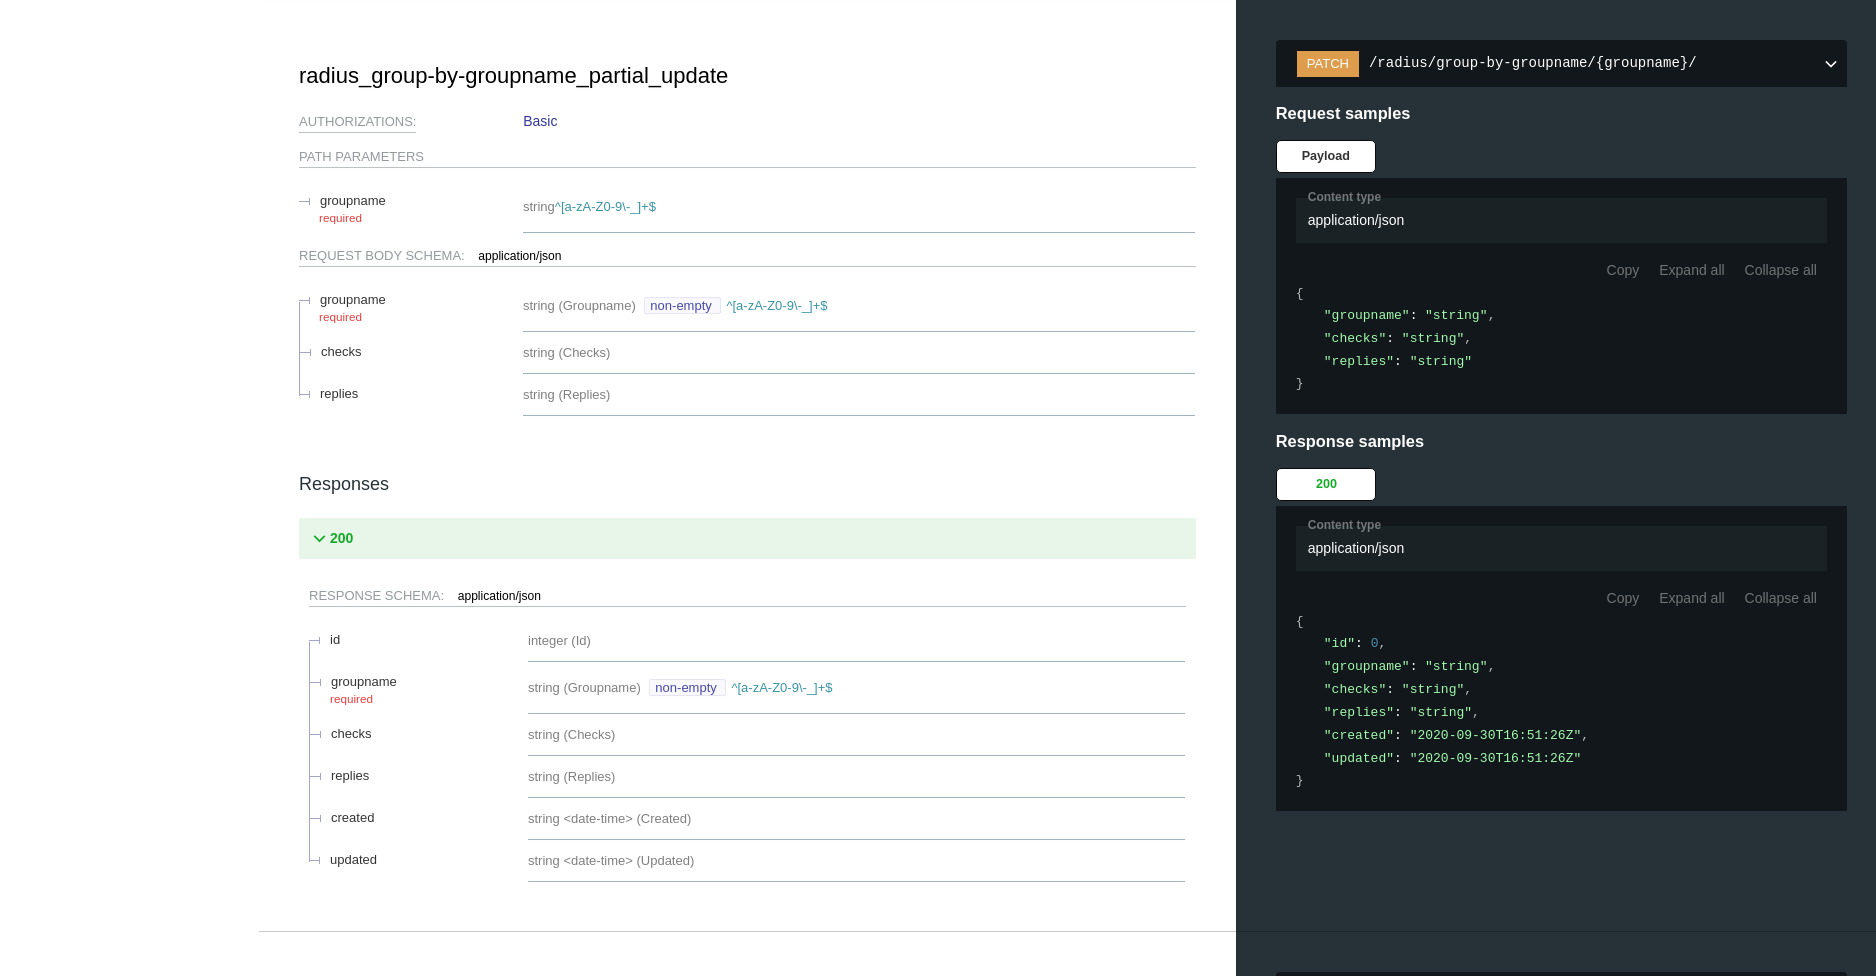 radius_group-by-groupname_partial_update
AUTHORIZATIONS: Basic
PATH PARAMETERS
groupname
required
string^[a-zA-Z0-9\-_]+$
REQUEST BODY SCHEMA: application/json
groupname
required
string (Groupname) non-empty ^[a-zA-Z0-9\-_]+$
checks
string (Checks)
replies
string (Replies)
Responses
200
RESPONSE SCHEMA: application/json
id
integer (Id)
groupname
required
string (Groupname) non-empty ^[a-zA-Z0-9\-_]+$
checks
string (Checks)
replies
string (Replies)
created
string <date-time> (Created)
updated
string <date-time> (Updated)
PATCH /radius/group-by-groupname/{groupname}/
Request samples
Payload
Content type
application/json
Copy Expand all Collapse all
{
"groupname": "string",
"checks": "string",
"replies": "string"
}
Response samples
200
Content type
application/json
Copy Expand all Collapse all
{
"id": 0,
"groupname": "string",
"checks": "string",
"replies": "string",
"created": "2020-09-30T16:51:26Z",
"updated": "2020-09-30T16:51:26Z"
}